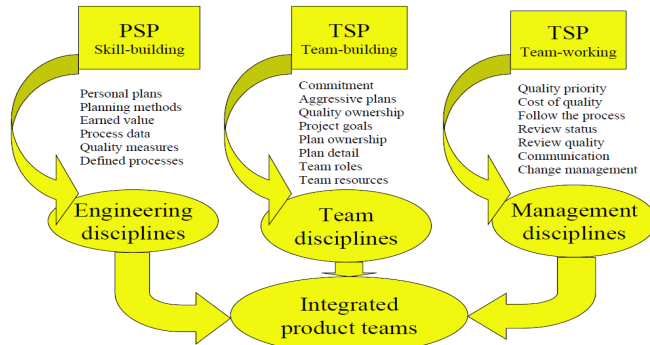 PSP
Skill-building
Personal plans
Planning methods
Earned value
Process data
Quality measures
Defined processes
Engineering
disciplines
TSP
Team-building
Commitment
Aggressive plans
Quality ownership
Project goals
Plan ownership
Plan detail
Team roles
Team resources
Team
disciplines
TSP
Team-working
Quality priority
Cost of quality
Follow the process
Review status
Review quality
Communication
Change management
Management
disciplines
Integrated
product teams